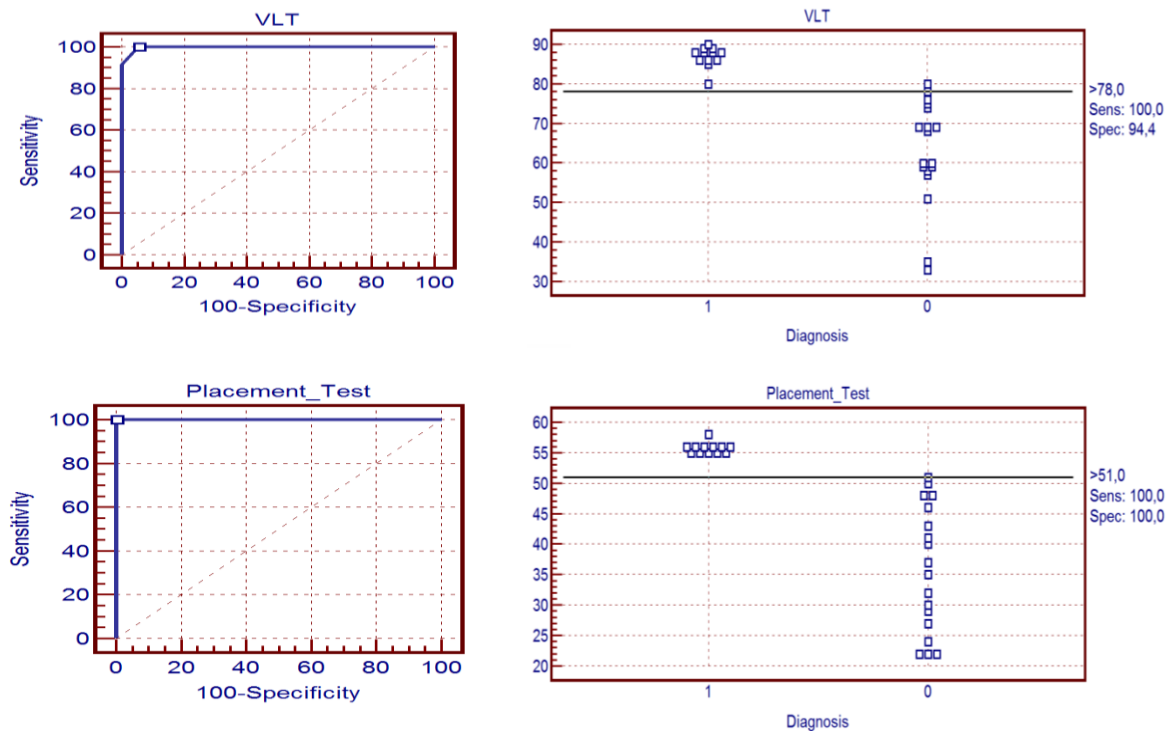 VLT
100
80
60
40
20
0
Sensitivity
0 20 40 60 80 100
100-Specificity
VLT
90
80
70
60
50
40
30
>78,0
Sens: 100,0
Spec: 94,4
1 0
Diagnosis
Placement_Test
100
80
60
40
20
0
Sensitivity
0 20 40 60 80 100
100-Specificity
Placement_Test
60
55
50
45
40
35
30
25
20
>51,0
Sens: 100,0
Spec: 100,0
1 0
Diagnosis